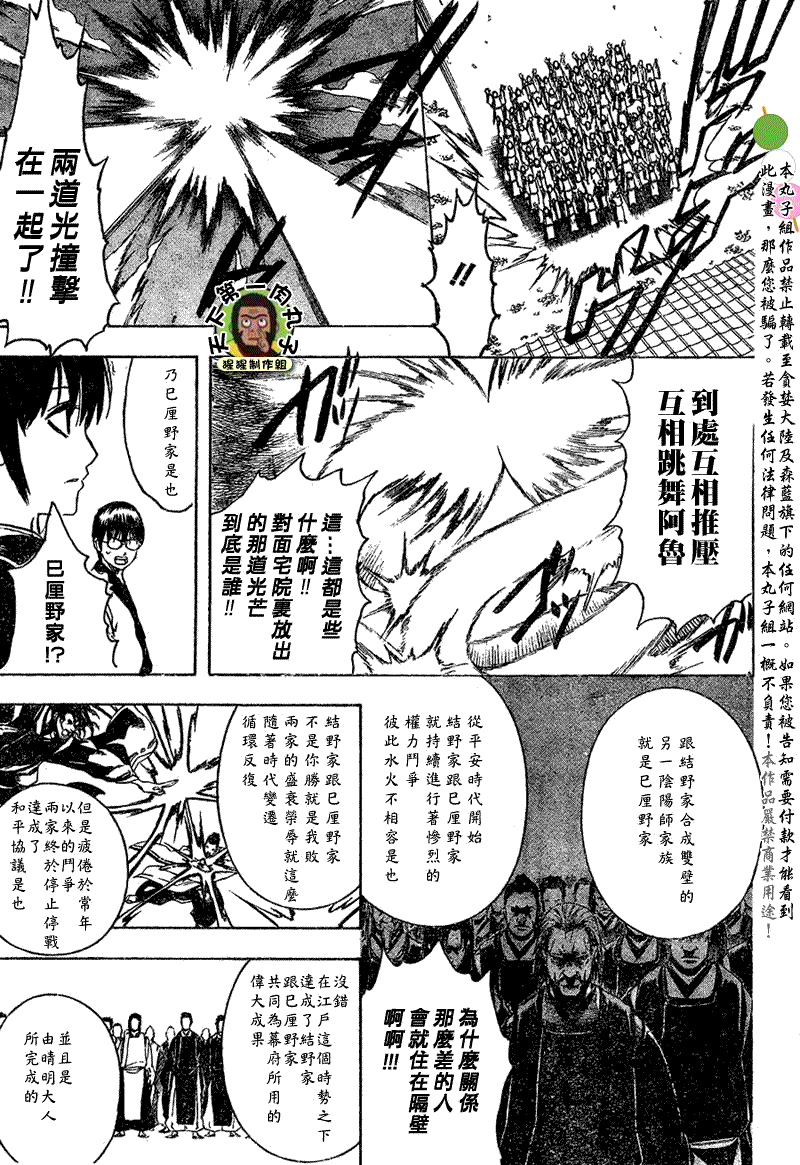 !!
兩道光撞擊
在一起了!!
天下第一肉丸子
猩猩制作組
到處互相推壓
互相跳舞阿魯
這…這都是些
什麼啊!!
對面宅院裏放出
的那道光芒
到底是誰!!
乃巳厘野家是也
巳厘野家!?
跟結野家合成雙壁的
另一陰陽師家族
就是巳厘野家
從平安時代開始
結野家跟巳厘野家
就持續進行著慘烈的
權力鬥爭
彼此水火不相容是也
結野家跟巳厘野家
不是你勝就是我敗
兩家的盛衰榮辱就這麼
隨著時代變遷
循環反復
但是疲倦於常年
以來的鬥爭
兩家終於停止停戰
達成了
和平協議是也
為什麼關係
那麼差的人
會就住在隔壁
啊啊!!!
沒錯
在江戶這個時勢之下
達成了結野家
跟巳厘野家
共同為幕府所用的
偉大成果
並且是
由晴明大人
所完成的
本丸子組作品禁止轉載至貪婪大陸及森藍旗下的任何網站。如果您被告知需要付款才能看到
此漫畫，那麼您被騙了。若發生任何法律問題，本丸子組一概不負責！本作品嚴禁商業用途！